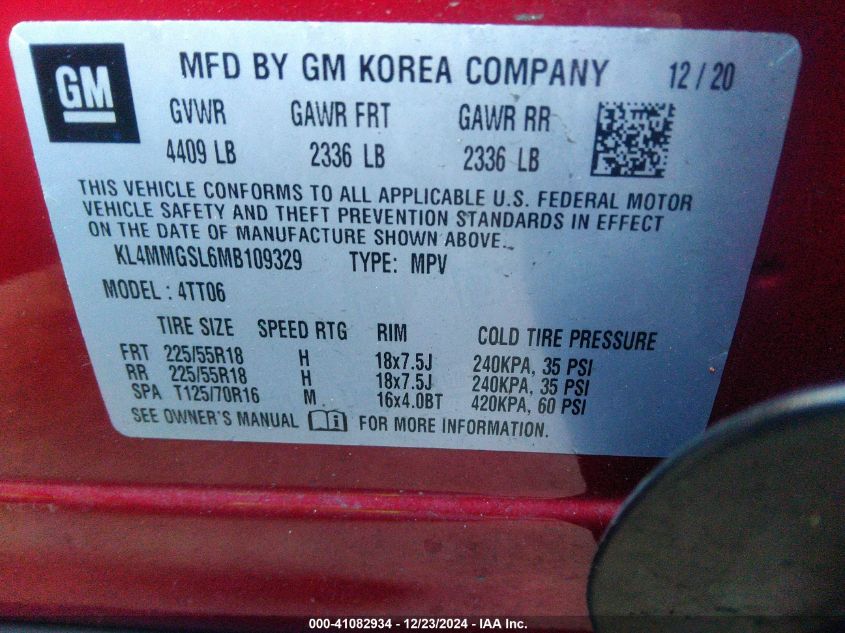 GM
MFD BY GM KOREA COMPANY 12/20
GVWR GAWR FRT GAWR RR
4409 LB 2336 LB 2336 LB
THIS VEHICLE CONFORMS TO ALL APPLICABLE U.S. FEDERAL MOTOR
VEHICLE SAFETY AND THEFT PREVENTION STANDARDS IN EFFECT
ON THE DATE OF MANUFACTURE SHOWN ABOVE.
KL4MMGSL6MB109329 TYPE: MPV
MODEL: 4TT06
TIRE SIZE SPEED RTG RIM COLD TIRE PRESSURE
FRT 225/55R18 H 18x7.5J 240KPA, 35 PSI
RR 225/55R18 H 18x7.5J 240KPA, 35 PSI
SPA T125/70R16 M 16x4.0BT 420KPA, 60 PSI
SEE OWNER'S MANUAL FOR MORE INFORMATION.
000-41082934 - 12/23/2024 - IAA Inc.